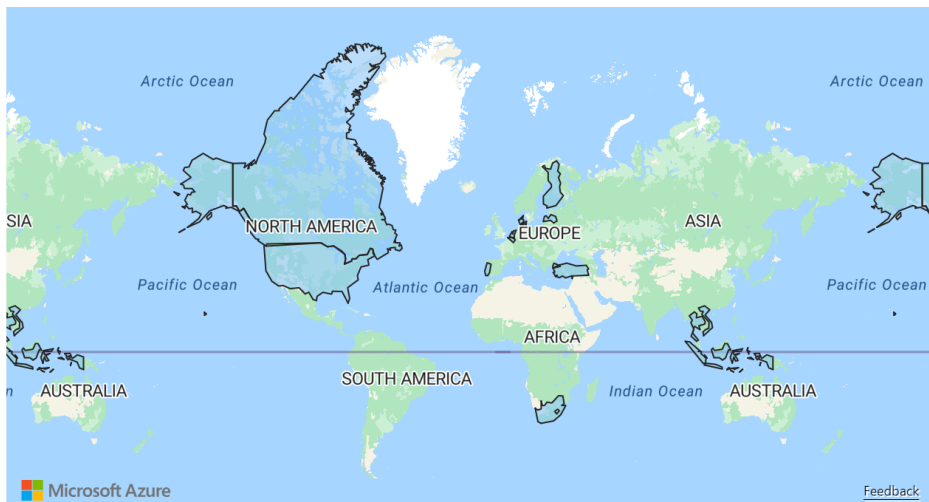 Arctic Ocean
Arctic Ocean
SIA
NORTH AMERICA
EUROPE
ASIA
Pacific Ocean
Atlantic Ocean
Pacific Ocean
AFRICA
SOUTH AMERICA
n
AUSTRALIA
Indian Ocean
AUSTRALIA
Microsoft Azure
Feedback